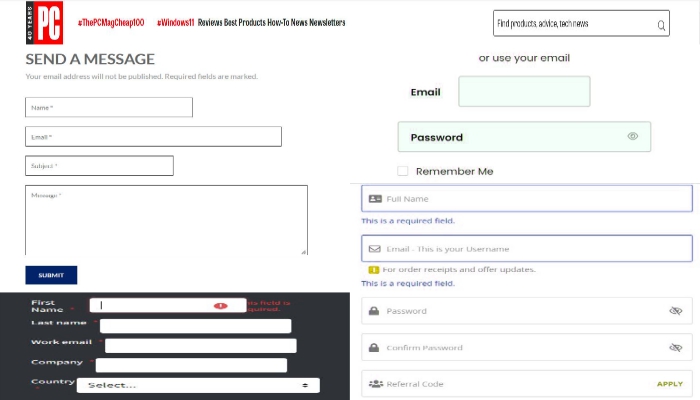 40 YEARS
PC
#ThePCMagCheap100 #Windows11 Reviews Best Products How-To News Newsletters
Find products, advice, tech news
SEND A MESSAGE
Your email address will not be published. Required fields are marked.
Name *
Email *
Subject *
Message *
SUBMIT
or use your email
Email
Password
Remember Me
Full Name
This is a required field.
Email - This is your Username
For order receipts and offer updates.
This is a required field.
Password
Confirm Password
Referral Code APPLY
First
Name *
field is
Last name *
Work email *
Company *
Country
Select...